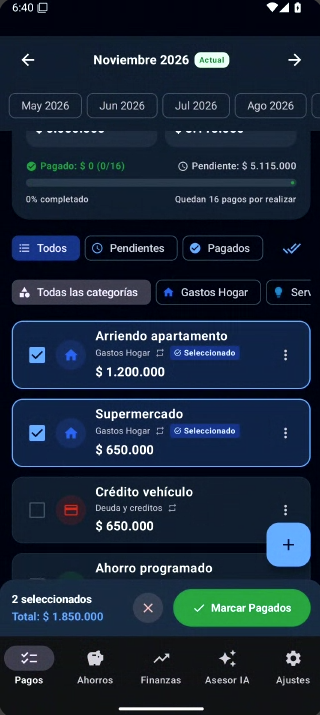 6:40
Noviembre 2026 Actual
May 2026 Jun 2026 Jul 2026 Ago 2026
Pagado: $ 0 (0/16) Pendiente: $ 5.115.000
0% completado Quedan 16 pagos por realizar
Todos Pendientes Pagados
Todas las categorías Gastos Hogar Serv
Arriendo apartamento
Gastos Hogar Seleccionado
$ 1.200.000
Supermercado
Gastos Hogar Seleccionado
$ 650.000
Crédito vehículo
Deuda y creditos
$ 650.000
Ahorro programado
2 seleccionados
Total: $ 1.850.000
Marcar Pagados
Pagos Ahorros Finanzas Asesor IA Ajustes